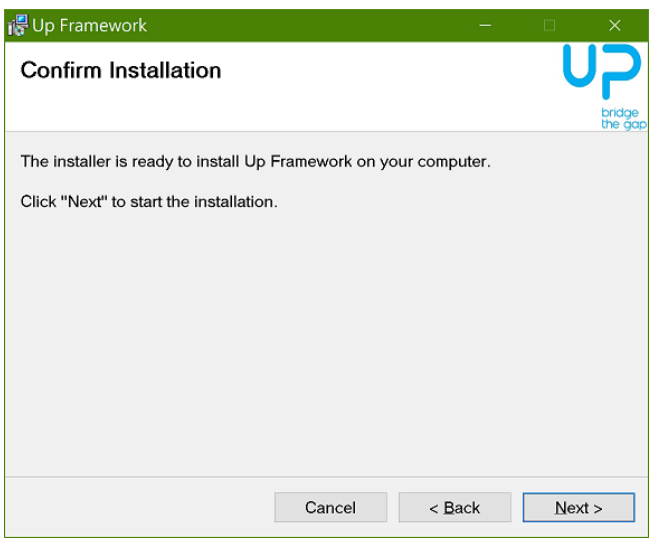 Up Framework
Confirm Installation
UP
bridge
the gap
The installer is ready to install Up Framework on your computer.
Click "Next" to start the installation.
Cancel
< Back
Next >